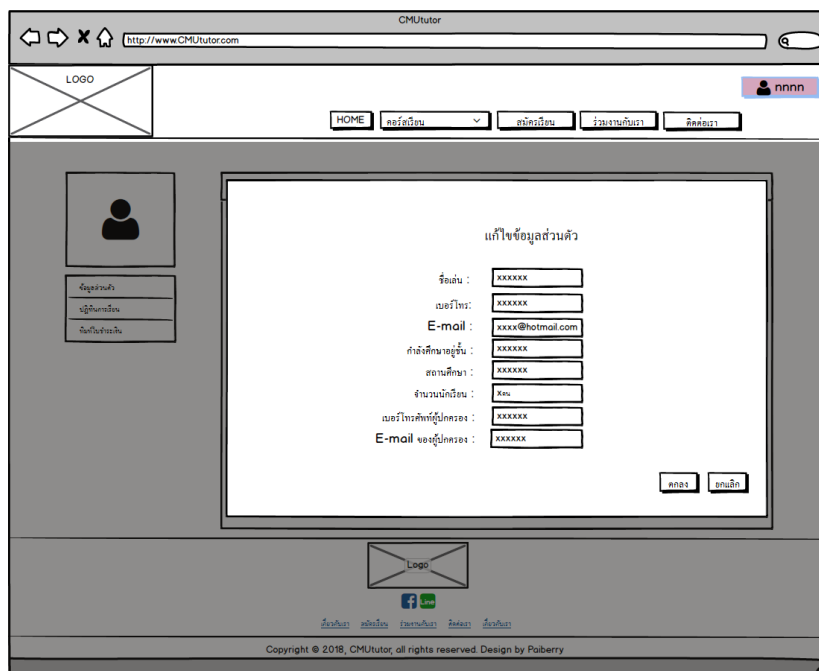 CMUtutor
http://www.CMUtutor.com
LOGO
nnnn
HOME คอร์สเรียน สมัครเรียน ร่วมงานกับเรา ติดต่อเรา
ข้อมูลส่วนตัว
ปฏิทินการเรียน
พิมพ์ใบชำระเงิน
แก้ไขข้อมูลส่วนตัว
ชื่อเล่น : xxxxxx
เบอร์โทร: xxxxxx
E-mail : xxxx@hotmail.com
กำลังศึกษาอยู่ชั้น : xxxxxx
สถานศึกษา : xxxxxx
จำนวนนักเรียน : xคน
เบอร์โทรศัพท์ผู้ปกครอง : xxxxxx
E-mail ของผู้ปกครอง : xxxxxx
ตกลง ยกเลิก
Logo
f Line
เกี่ยวกับเรา สมัครเรียน ร่วมงานกับเรา ติดต่อเรา เกี่ยวกับเรา
Copyright © 2018, CMUtutor, all rights reserved. Design by Paiberry